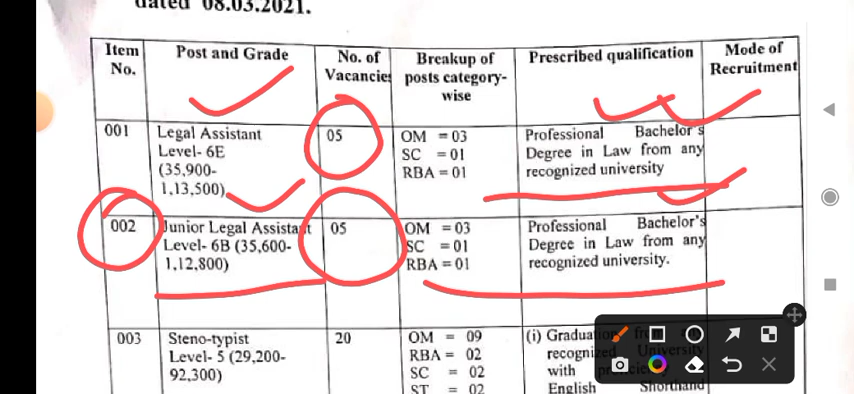 dated 08.03.2021.
Item No.
Post and Grade
No. of Vacancies
Breakup of posts category-wise
Prescribed qualification
Mode of Recruitment
001
Legal Assistant
Level- 6E
(35,900-
1,13,500)
05
OM = 03
SC = 01
RBA = 01
Professional Bachelor's
Degree in Law from any
recognized university
002
Junior Legal Assistant
Level- 6B (35,600-
1,12,800)
05
OM = 03
SC = 01
RBA = 01
Professional Bachelor's
Degree in Law from any
recognized university.
003
Steno-typist
Level- 5 (29,200-
92,300)
20
OM = 09
RBA = 02
SC = 02
ST = 02
(i) Graduation from
recognized University
with
English Shorthand